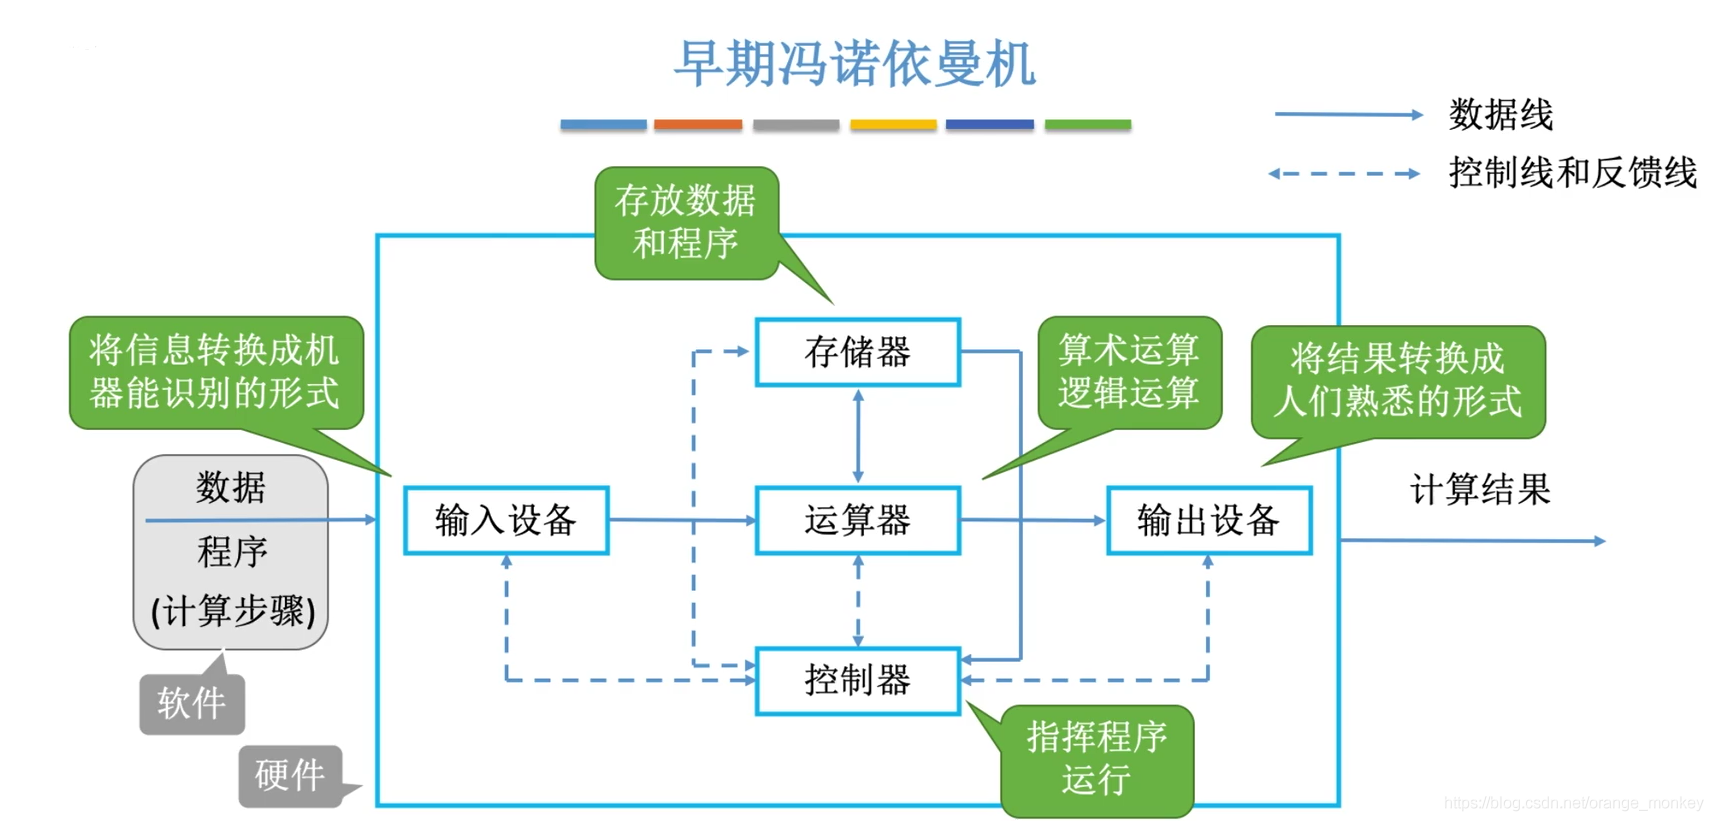 早期冯诺依曼机
数据线
控制线和反馈线
存放数据
和程序
将信息转换成机
器能识别的形式
存储器
算术运算
逻辑运算
将结果转换成
人们熟悉的形式
数据
程序
(计算步骤)
输入设备
运算器
输出设备
计算结果
控制器
软件
硬件
指挥程序
运行
https://blog.csdn.net/orange_monkey